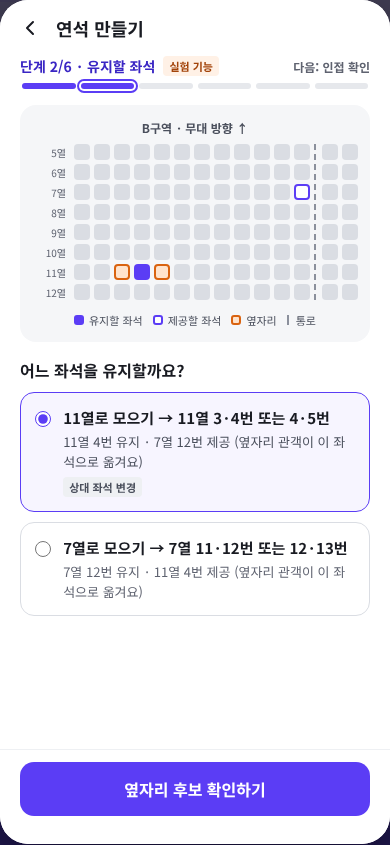 연석 만들기
단계 2/6 · 유지할 좌석 실험 기능 다음: 인접 확인
B구역 · 무대 방향 ↑
5열
6열
7열
8열
9열
10열
11열
12열
유지할 좌석 제공할 좌석 옆자리 통로
어느 좌석을 유지할까요?
11열로 모으기 → 11열 3·4번 또는 4·5번
11열 4번 유지 · 7열 12번 제공 (옆자리 관객이 이 좌
석으로 옮겨요)
상대 좌석 변경
7열로 모으기 → 7열 11·12번 또는 12·13번
7열 12번 유지 · 11열 4번 제공 (옆자리 관객이 이 좌
석으로 옮겨요)
옆자리 후보 확인하기